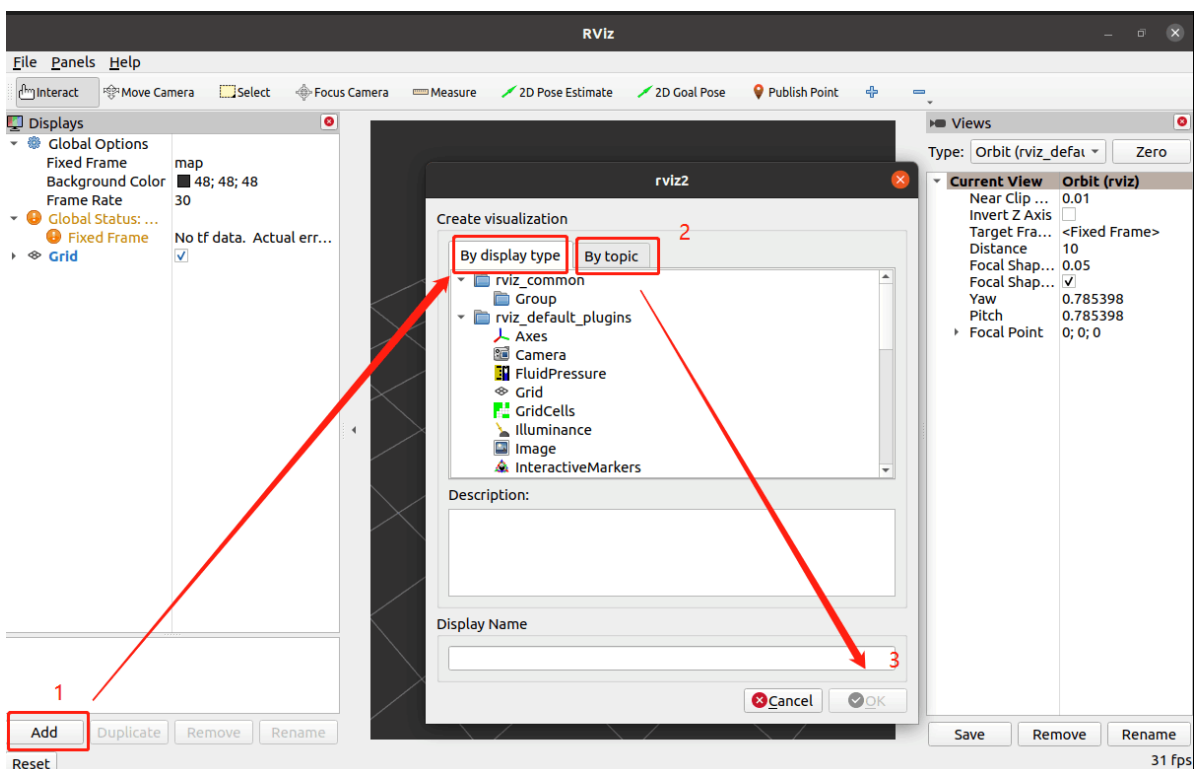 RViz
File Panels Help
Interact Move Camera Select Focus Camera Measure 2D Pose Estimate 2D Goal Pose Publish Point
Displays
Global Options
Fixed Frame map
Background Color 48; 48; 48
Frame Rate 30
Global Status: ...
Fixed Frame No tf data. Actual err...
Grid
1
Add Duplicate Remove Rename
Reset
rviz2
Create visualization
2
By display type By topic
rviz_common
Group
rviz_default_plugins
Axes
Camera
FluidPressure
Grid
GridCells
Illuminance
Image
InteractiveMarkers
Description:
Display Name
3
Cancel OK
Views
Type: Orbit (rviz_defau Zero
Current View Orbit (rviz)
Near Clip ... 0.01
Invert Z Axis
Target Fra... <Fixed Frame>
Distance 10
Focal Shap... 0.05
Focal Shap...
Yaw 0.785398
Pitch 0.785398
Focal Point 0; 0; 0
Save Remove Rename
31 fps